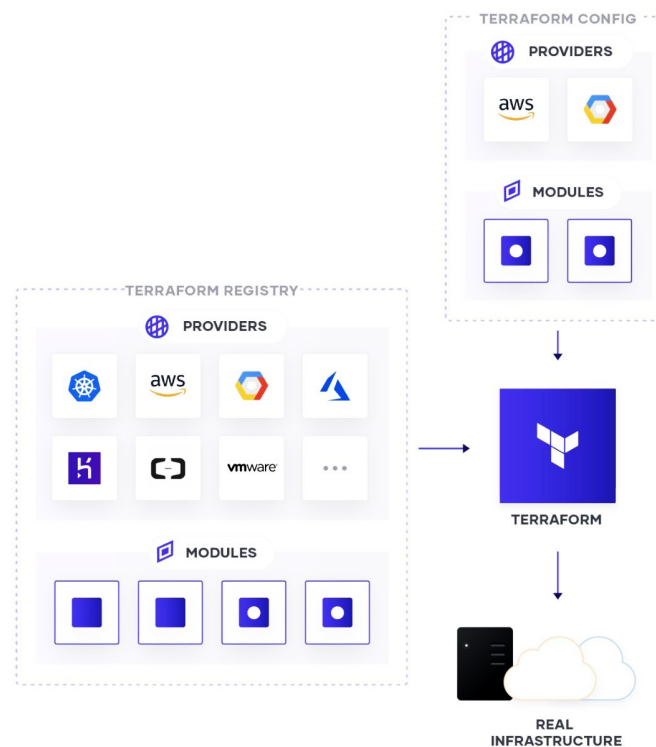 TERRAFORM CONFIG
PROVIDERS
aws
MODULES
TERRAFORM REGISTRY
PROVIDERS
aws
vmware
MODULES
TERRAFORM
REAL
INFRASTRUCTURE